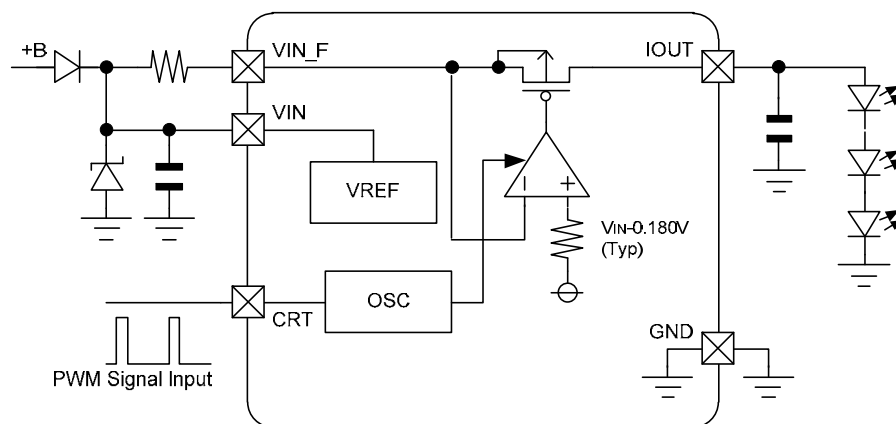 +B
VIN_F
IOUT
VIN
VREF
VIN-0.180V
(Typ)
OSC
CRT
GND
PWM Signal Input